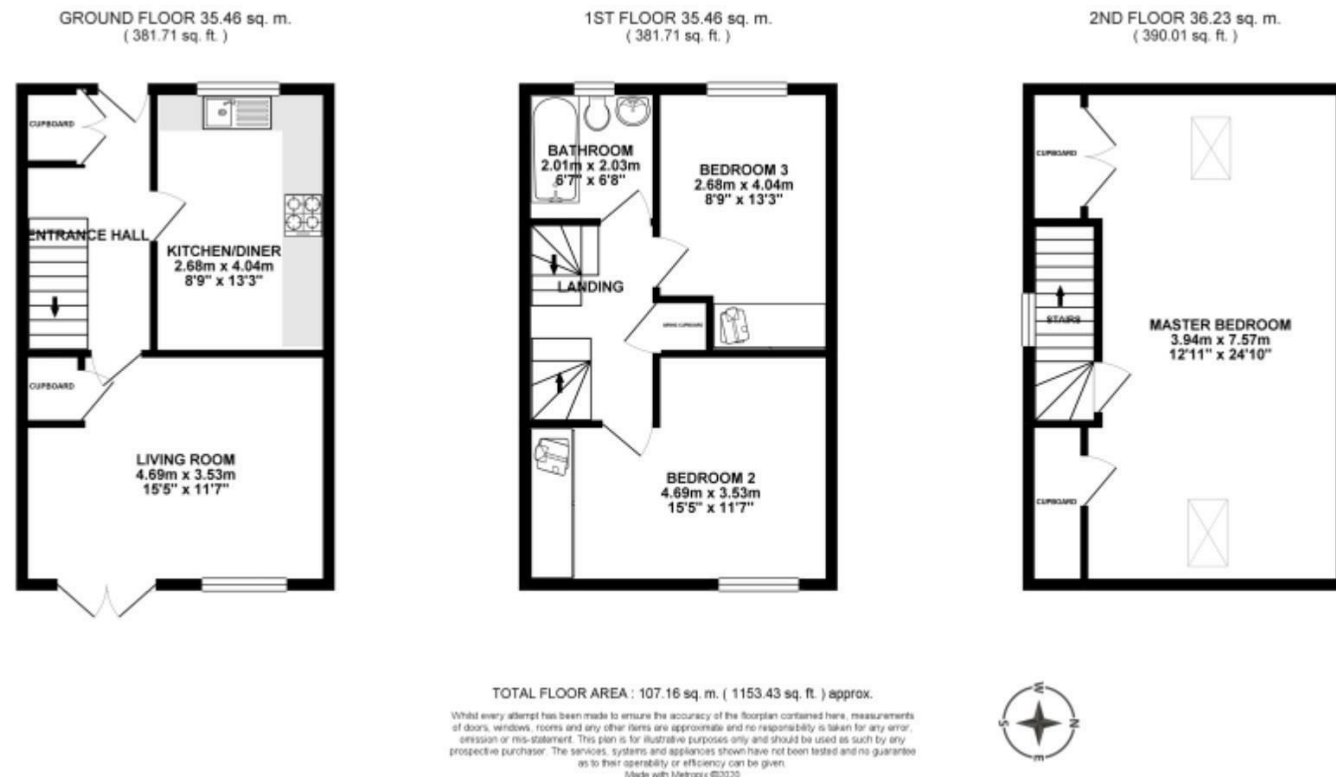 GROUND FLOOR 35.46 sq. m.
( 381.71 sq. ft. )
CUPBOARD
ENTRANCE HALL
KITCHEN/DINER
2.68m x 4.04m
8'9" x 13'3"
CUPBOARD
LIVING ROOM
4.69m x 3.53m
15'5" x 11'7"
1ST FLOOR 35.46 sq. m.
( 381.71 sq. ft. )
BATHROOM
2.01m x 2.03m
6'7" x 6'8"
BEDROOM 3
2.68m x 4.04m
8'9" x 13'3"
LANDING
CUPBOARD
BEDROOM 2
4.69m x 3.53m
15'5" x 11'7"
2ND FLOOR 36.23 sq. m.
( 390.01 sq. ft. )
CUPBOARD
STAIRS
MASTER BEDROOM
3.94m x 7.57m
12'11" x 24'10"
CUPBOARD
TOTAL FLOOR AREA : 107.16 sq. m. ( 1153.43 sq. ft. ) approx.
Whilst every attempt has been made to ensure the accuracy of the floorplan contained here, measurements
of doors, windows, rooms and any other items are approximate and no responsibility is taken for any error,
omission or mis-statement. This plan is for illustrative purposes only and should be used as such by any
prospective purchaser. The services, systems and appliances shown have not been tested and no guarantee
as to their operability or efficiency can be given.
Made with Metropix ©2020
W
S
N
E